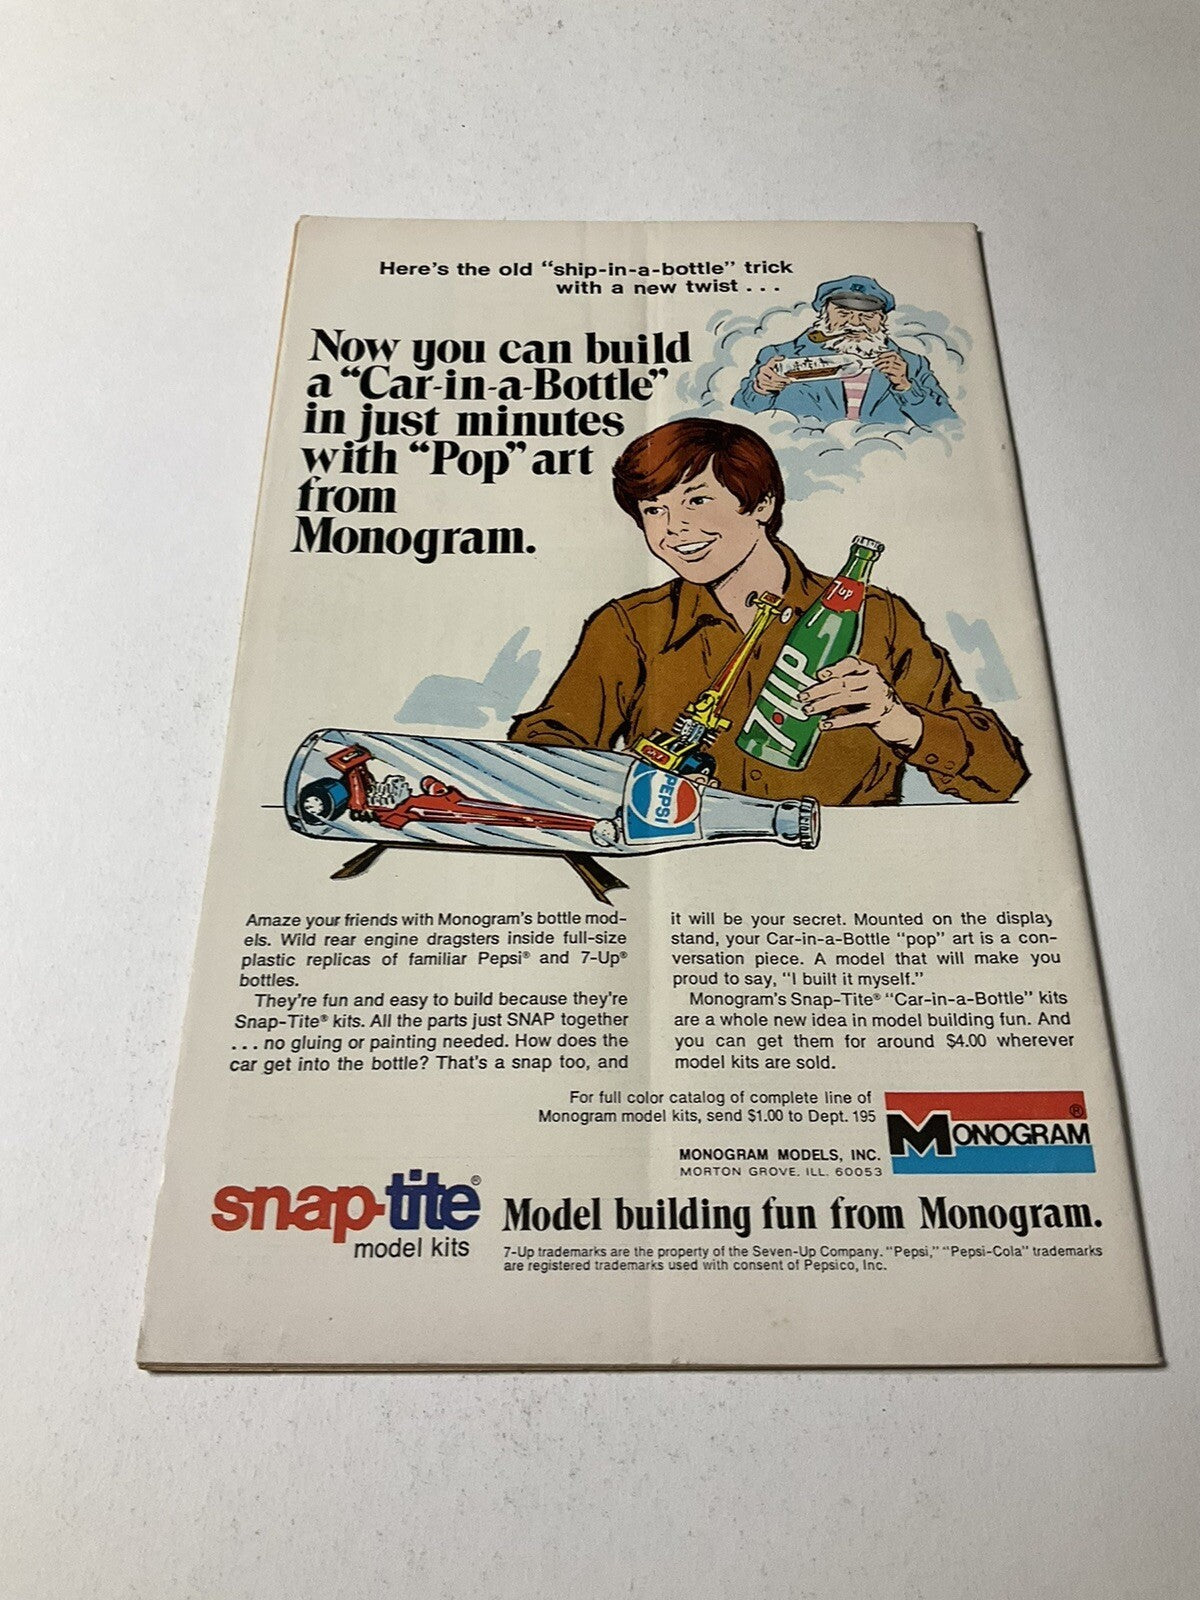 Here's the old "ship-in-a-bottle" trick
with a new twist . . .
Now you can build
a "Car-in-a-Bottle"
in just minutes
with "Pop" art
from
Monogram.
7up
7·UP
PEPSI
Amaze your friends with Monogram's bottle mod-
els. Wild rear engine dragsters inside full-size
plastic replicas of familiar Pepsi® and 7-Up®
bottles.
They're fun and easy to build because they're
Snap-Tite® kits. All the parts just SNAP together
. . . no gluing or painting needed. How does the
car get into the bottle? That's a snap too, and
it will be your secret. Mounted on the display
stand, your Car-in-a-Bottle "pop" art is a con-
versation piece. A model that will make you
proud to say, "I built it myself."
Monogram's Snap-Tite® "Car-in-a-Bottle" kits
are a whole new idea in model building fun. And
you can get them for around $4.00 wherever
model kits are sold.
For full color catalog of complete line of
Monogram model kits, send $1.00 to Dept. 195
MONOGRAM MODELS, INC.
MORTON GROVE, ILL. 60053
MONOGRAM®
snap-tite®
model kits
Model building fun from Monogram.
7-Up trademarks are the property of the Seven-Up Company. "Pepsi," "Pepsi-Cola" trademarks
are registered trademarks used with consent of Pepsico, Inc.